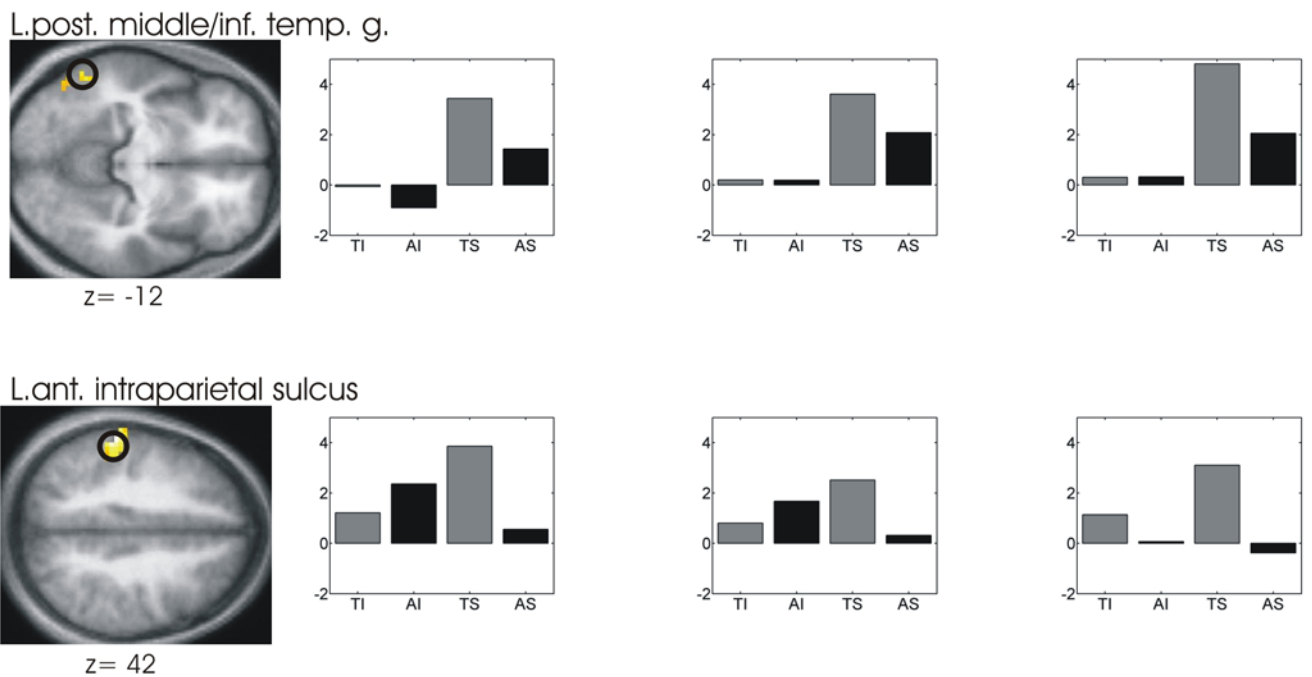 L.post. middle/inf. temp. g.
4
2
0
-2
TI AI TS AS
4
2
0
-2
TI AI TS AS
4
2
0
-2
TI AI TS AS
z= -12
L.ant. intraparietal sulcus
4
2
0
-2
TI AI TS AS
4
2
0
-2
TI AI TS AS
4
2
0
-2
TI AI TS AS
z= 42